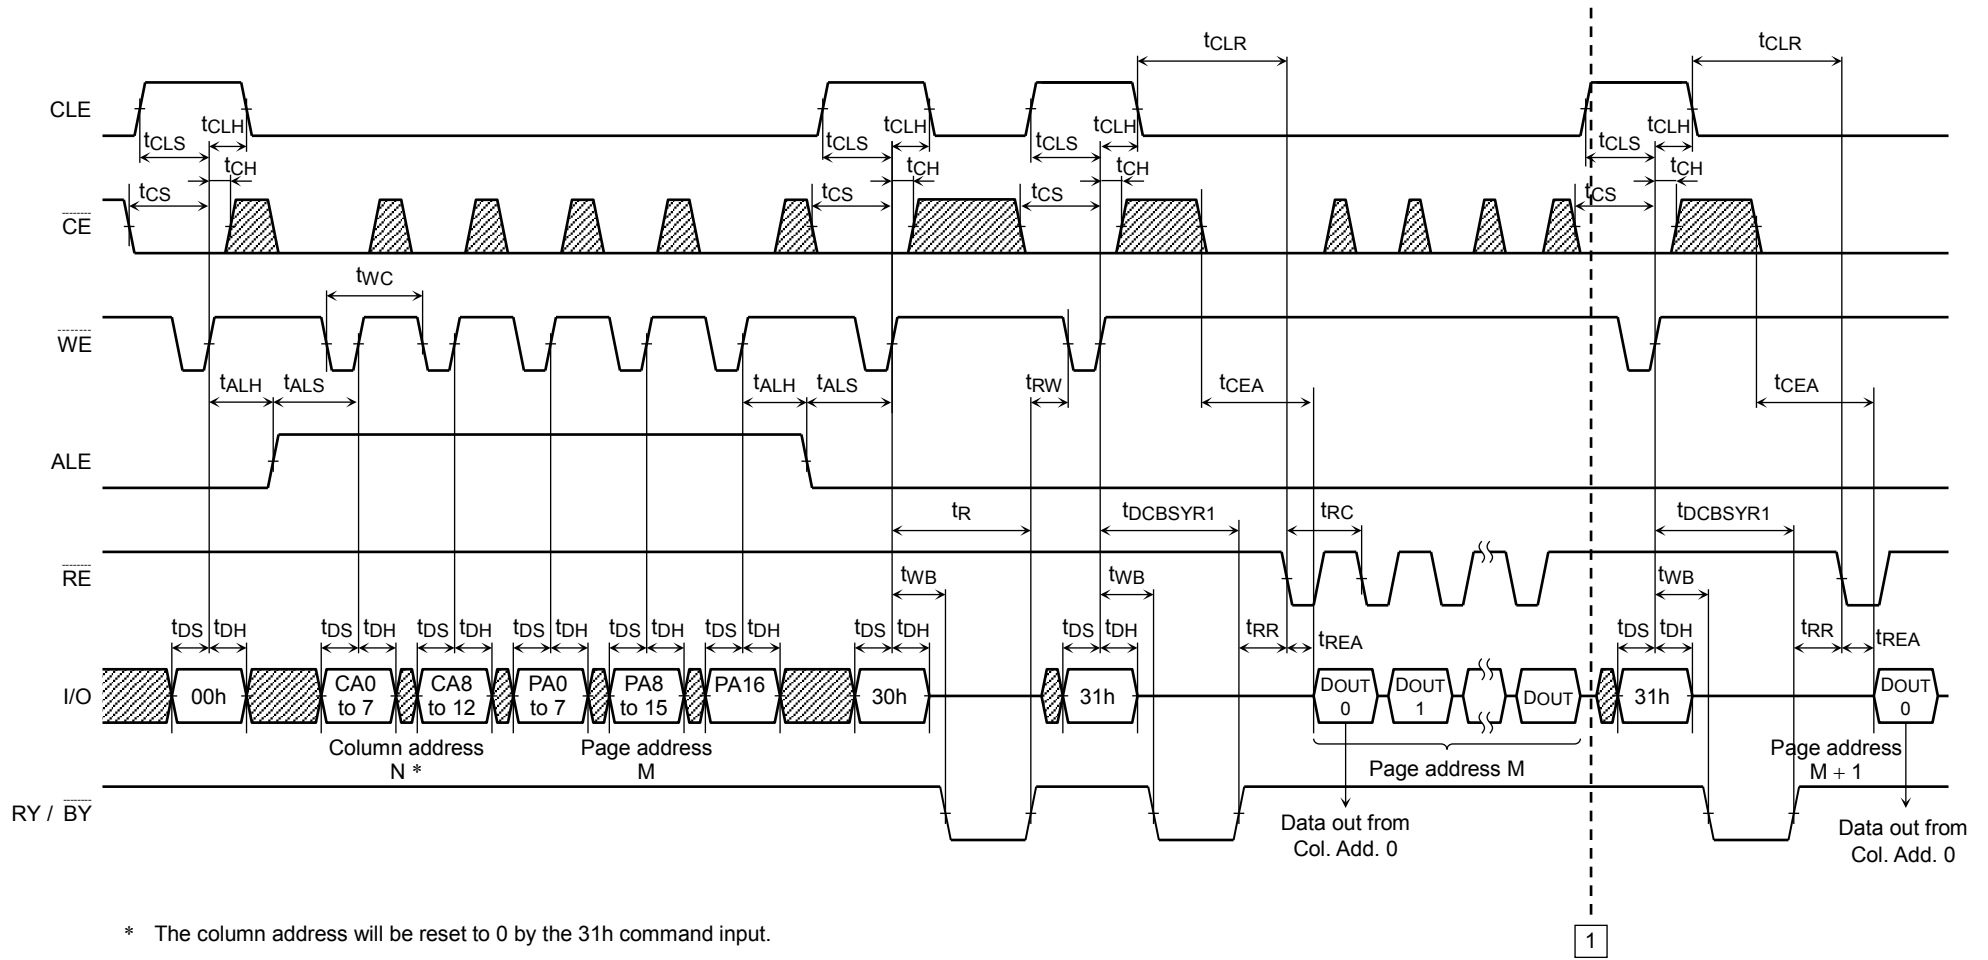 tCLR tCLR
CLE
tCLS tCLH tCLS tCLH tCLS tCLH tCLS tCLH
tCH tCH tCH tCH
tCS tCS tCS tCS
CE
tWC
WE
tALH tALS tALH tALS tRW tCEA tCEA
ALE
tR tDCBSYR1 tRC tDCBSYR1
RE
tWB tWB tWB
tDS tDH tDS tDH tDS tDH tDS tDH tDS tDH tDS tDH tDS tDH tDS tDH tRR tREA tDS tDH tRR tREA
I/O 00h CA0 to 7 CA8 to 12 PA0 to 7 PA8 to 15 PA16 30h 31h DOUT 0 DOUT 1 DOUT 31h DOUT 0
Column address N * Page address M Page address M Page address M + 1
RY / BY
Data out from Col. Add. 0 Data out from Col. Add. 0
* The column address will be reset to 0 by the 31h command input.
1